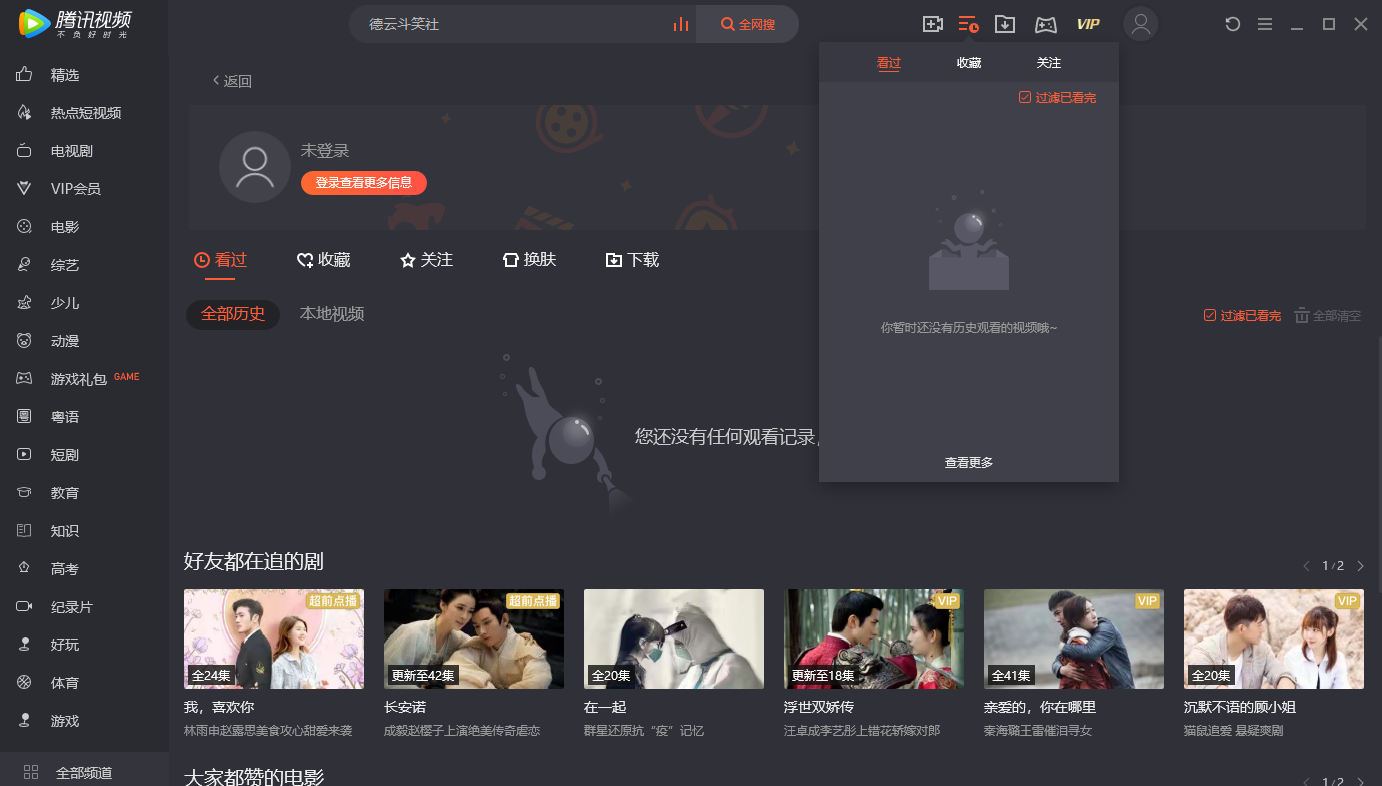 腾讯视频
不负好时光
德云斗笑社
全网搜
VIP
精选
热点短视频
电视剧
VIP会员
电影
综艺
少儿
动漫
游戏礼包 GAME
粤语
短剧
教育
知识
高考
纪录片
好玩
体育
游戏
全部频道
返回
未登录
登录查看更多信息
看过
收藏
关注
换肤
下载
全部历史
本地视频
过滤已看完
全部清空
您还没有任何观看记录,
看过
收藏
关注
过滤已看完
你暂时还没有历史观看的视频哦~
查看更多
好友都在追的剧
1/2
超前点播
全24集
我，喜欢你
林雨申赵露思美食攻心甜爱来袭
超前点播
更新至42集
长安诺
成毅赵樱子上演绝美传奇虐恋
全20集
在一起
群星还原抗“疫”记忆
VIP
更新至18集
浮世双娇传
汪卓成李艺彤上错花轿嫁对郎
VIP
全41集
亲爱的，你在哪里
秦海璐王雷催泪寻女
VIP
全20集
沉默不语的顾小姐
猫鼠追爱 悬疑爽剧
大家都赞的电影
1/2